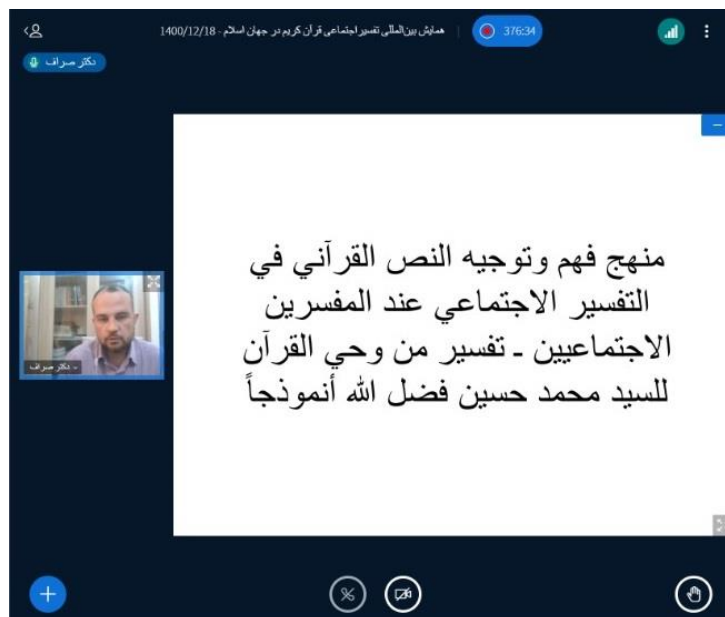 همایش بین‌المللی تفسیر اجتماعی قرآن کریم در جهان اسلام - 1400/12/18
376:34
دکتر صراف
منهج فهم وتوجيه النص القرآني في
التفسير الاجتماعي عند المفسرين
الاجتماعيين - تفسير من وحي القرآن
للسيد محمد حسين فضل الله أنموذجاً
دکتر صراف